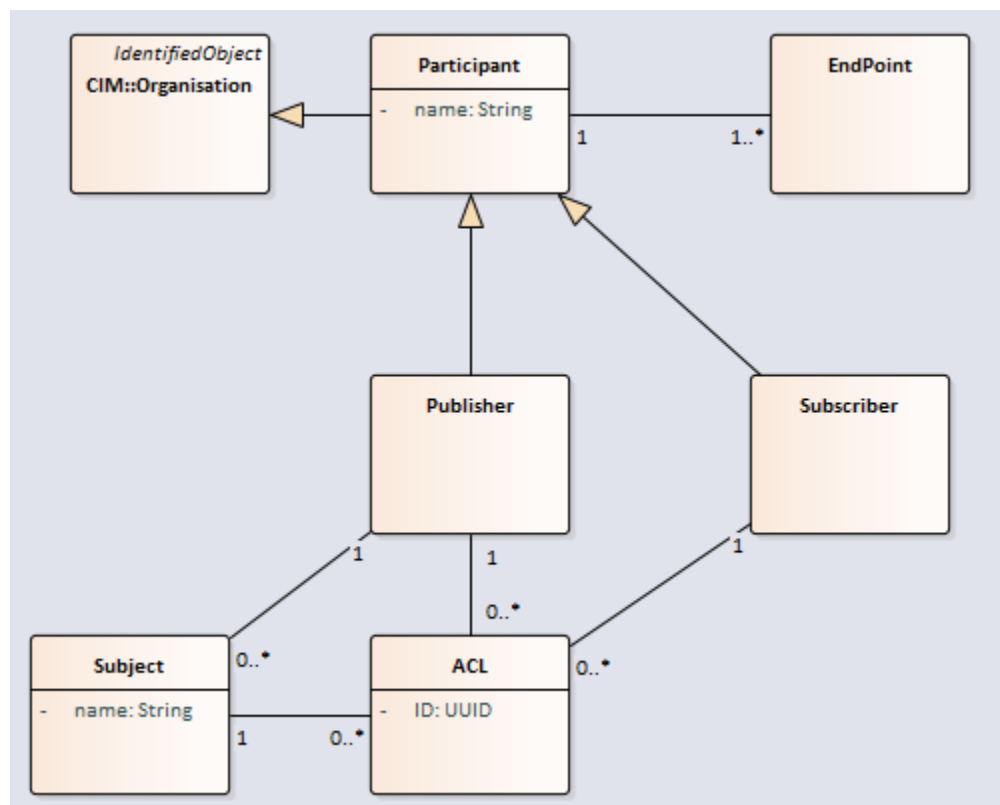 IdentifiedObject
CIM::Organisation
Participant
- name: String
EndPoint
1
1..*
Publisher
Subscriber
1
1
1
0..*
0..*
0..*
Subject
- name: String
ACL
- ID: UUID
1
0..*